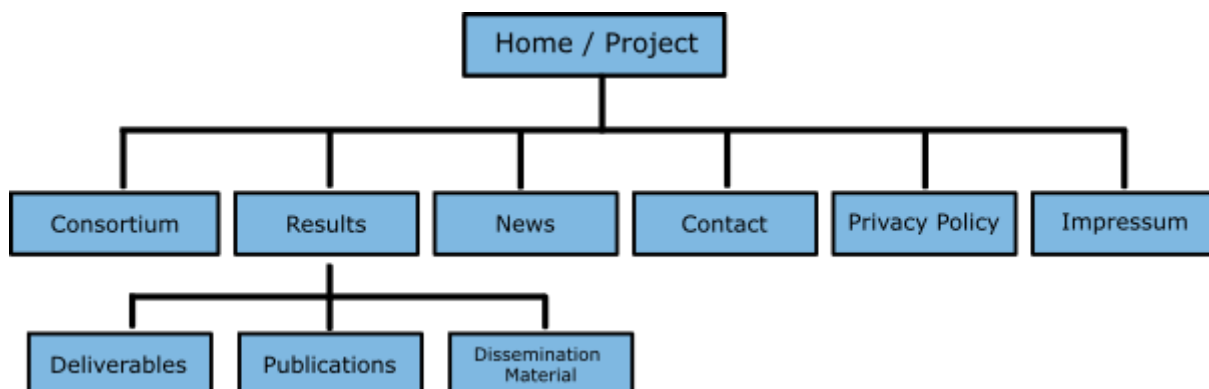 Home / Project
Consortium
Results
News
Contact
Privacy Policy
Impressum
Deliverables
Publications
Dissemination
Material